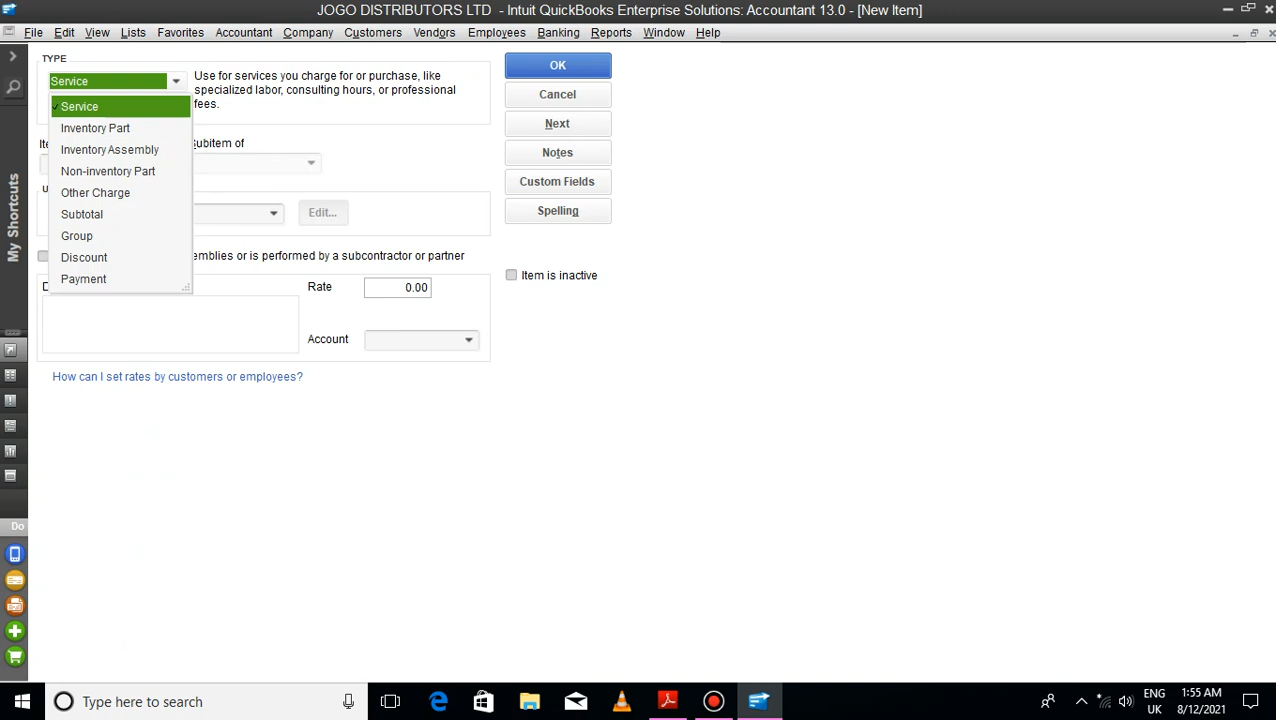 JOGO DISTRIBUTORS LTD - Intuit QuickBooks Enterprise Solutions: Accountant 13.0 - [New Item]
File Edit View Lists Favorites Accountant Company Customers Vendors Employees Banking Reports Window Help
TYPE
Service
Use for services you charge for or purchase, like
specialized labor, consulting hours, or professional
fees.
Service
Inventory Part
Inventory Assembly
Non-inventory Part
Other Charge
Subtotal
Group
Discount
Payment
Subitem of
Edit...
emblies or is performed by a subcontractor or partner
Rate
0.00
Account
How can I set rates by customers or employees?
OK
Cancel
Next
Notes
Custom Fields
Spelling
Item is inactive
My Shortcuts
Do
Type here to search
ENG
UK
1:55 AM
8/12/2021